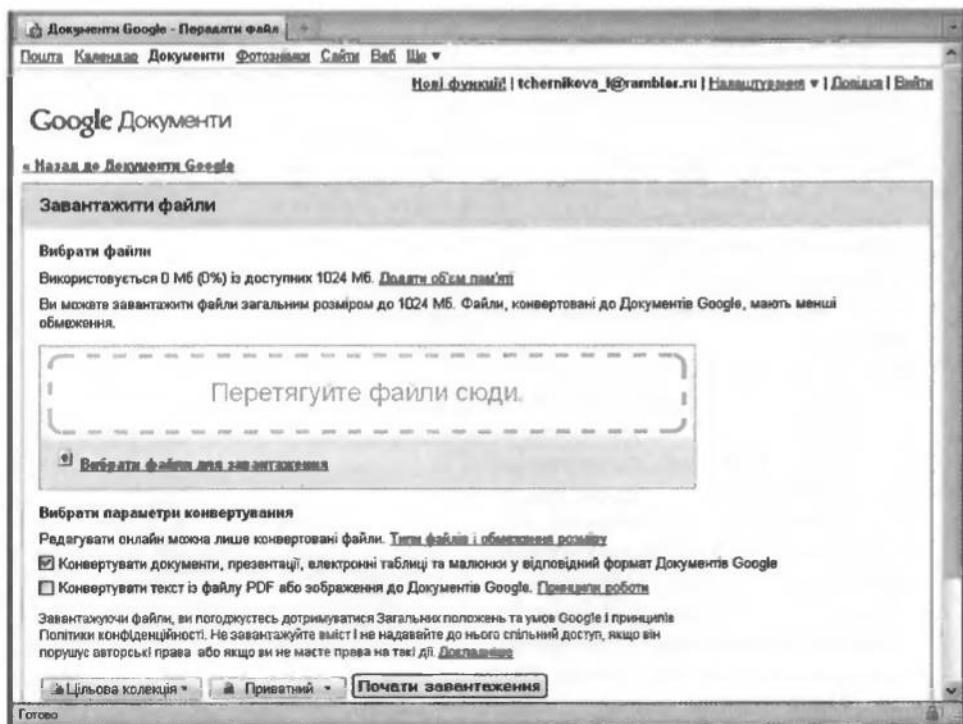 Документи Google - Передати файл
Пошта Календар Документи Фотознімки Сайти Веб Ще ▼
Нові функції! | tchernikova_l@rambler.ru | Налаштування ▼ | Довідка | Вийти
Google Документи
« Назад до Документи Google
Завантажити файли
Вибрати файли
Використовується 0 Мб (0%) із доступних 1024 Мб. Додати об'єм пам'яті
Ви можете завантажити файли загальним розміром до 1024 Мб. Файли, конвертовані до Документів Google, мають менші
обмеження.
Перетягуйте файли сюди.
Вибрати файли для завантаження
Вибрати параметри конвертування
Редагувати онлайн можна лише конвертовані файли. Типи файлів і обмеження розміру
Конвертувати документи, презентації, електронні таблиці та малюнки у відповідний формат Документів Google
Конвертувати текст із файлу PDF або зображення до Документів Google. Принципи роботи
Завантажуючи файли, ви погоджуєтесь дотримуватися Загальних положень та умов Google і принципів
Політики конфіденційності. Не завантажуйте вміст і не надавайте до нього спільний доступ, якщо він
порушує авторські права або якщо ви не маєте права на такі дії. Докладніше
Цільова колекція ▾ Приватний ▾ Почати завантаження
Готово